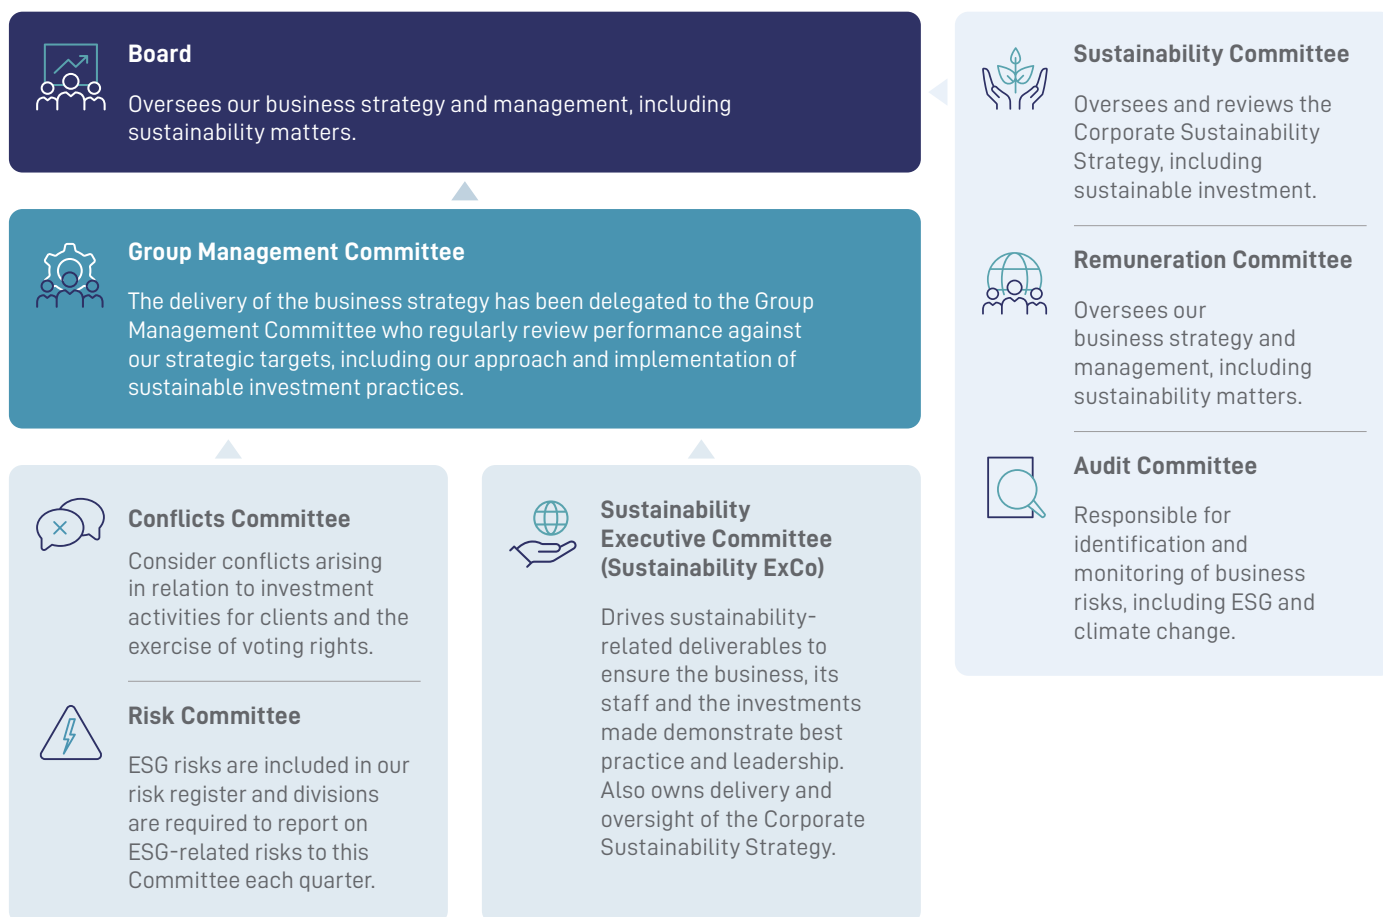 Board
Oversees our business strategy and management, including
sustainability matters.
Group Management Committee
The delivery of the business strategy has been delegated to the Group
Management Committee who regularly review performance against
our strategic targets, including our approach and implementation of
sustainable investment practices.
Conflicts Committee
Consider conflicts arising
in relation to investment
activities for clients and the
exercise of voting rights.
Risk Committee
ESG risks are included in our
risk register and divisions
are required to report on
ESG-related risks to this
Committee each quarter.
Sustainability
Executive Committee
(Sustainability ExCo)
Drives sustainability-
related deliverables to
ensure the business, its
staff and the investments
made demonstrate best
practice and leadership.
Also owns delivery and
oversight of the Corporate
Sustainability Strategy.
Sustainability Committee
Oversees and reviews the
Corporate Sustainability
Strategy, including
sustainable investment.
Remuneration Committee
Oversees our
business strategy and
management, including
sustainability matters.
Audit Committee
Responsible for
identification and
monitoring of business
risks, including ESG and
climate change.